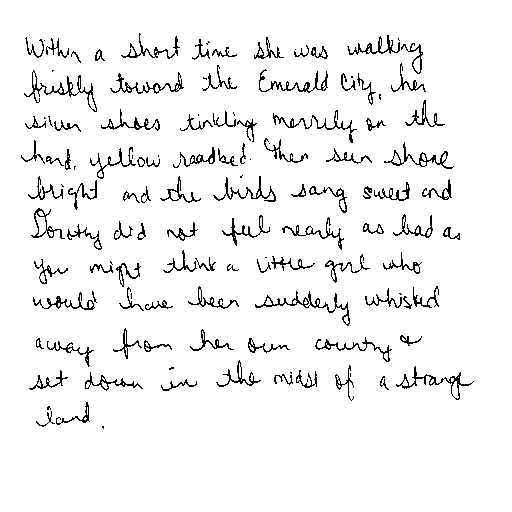 Within a short time she was walking
friskly toward the Emerald City, her
silver shoes tinkling merrily on the
hard, yellow roadbed. Then sun shone
bright and the birds sang sweet and
Dorothy did not feel nearly as bad as
you might think a little girl who
would have been suddenly whisked
away from her own country &
set down in the midst of a strange
land.